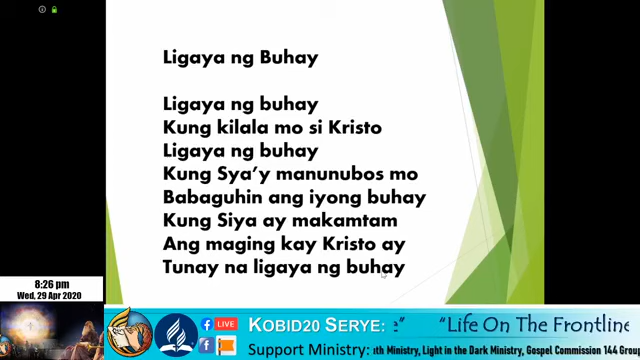 Ligaya ng Buhay
Ligaya ng buhay
Kung kilala mo si Kristo
Ligaya ng buhay
Kung Sya’y manunubos mo
Babaguhin ang iyong buhay
Kung Siya ay makamtam
Ang maging kay Kristo ay
Tunay na ligaya ng buhay
8:26 pm
Wed, 29 Apr 2020
LIVE
KOBID20 SERYE:
e” “Life On The Frontline
Support Ministry:
th Ministry, Light in the Dark Ministry, Gospel Commission 144 Grou